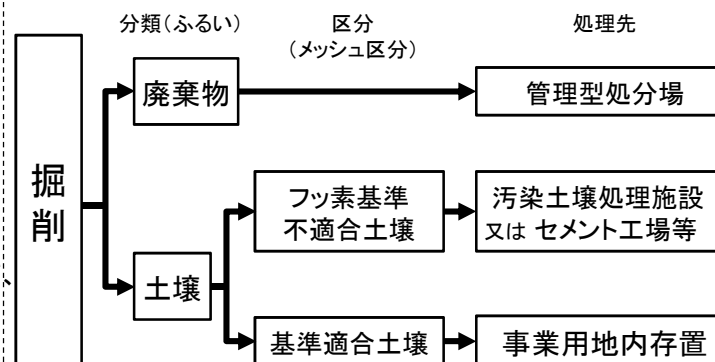 分類（ふるい）
区分
（メッシュ区分）
処理先
掘削
廃棄物
管理型処分場
土壌
フッ素基準
不適合土壌
汚染土壌処理施設
又は セメント工場等
基準適合土壌
事業用地内存置